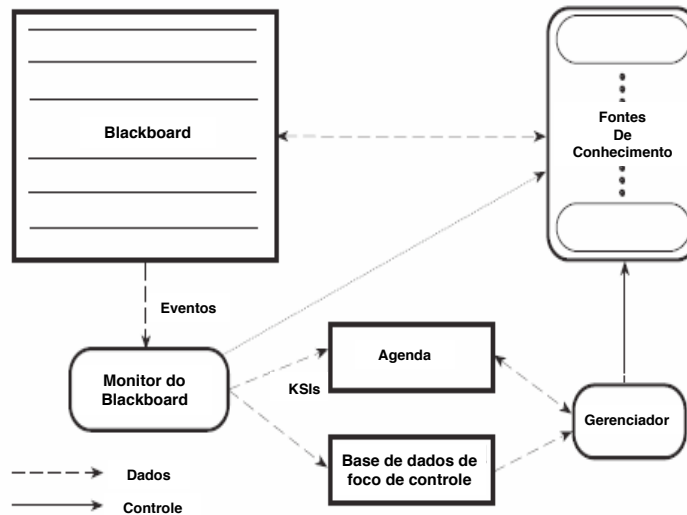 Blackboard
Fontes
De
Conhecimento
Eventos
Monitor do
Blackboard
KSIs
Agenda
Base de dados de
foco de controle
Gerenciador
Dados
Controle